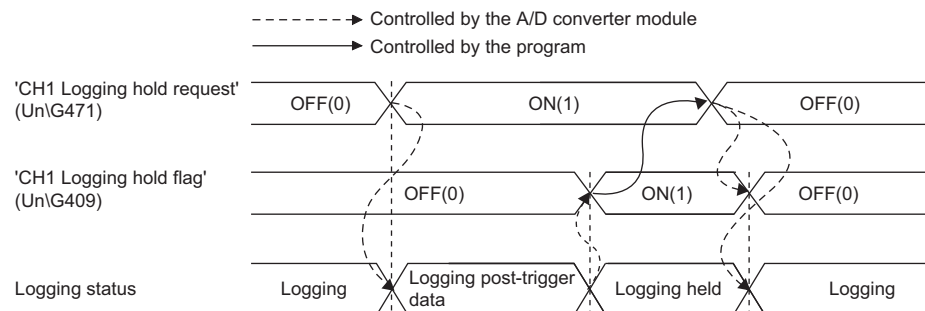 Controlled by the A/D converter module
Controlled by the program
'CH1 Logging hold request'
(Un\G471)
OFF(0)
ON(1)
OFF(0)
'CH1 Logging hold flag'
(Un\G409)
OFF(0)
ON(1)
OFF(0)
Logging status
Logging
Logging post-trigger
data
Logging held
Logging